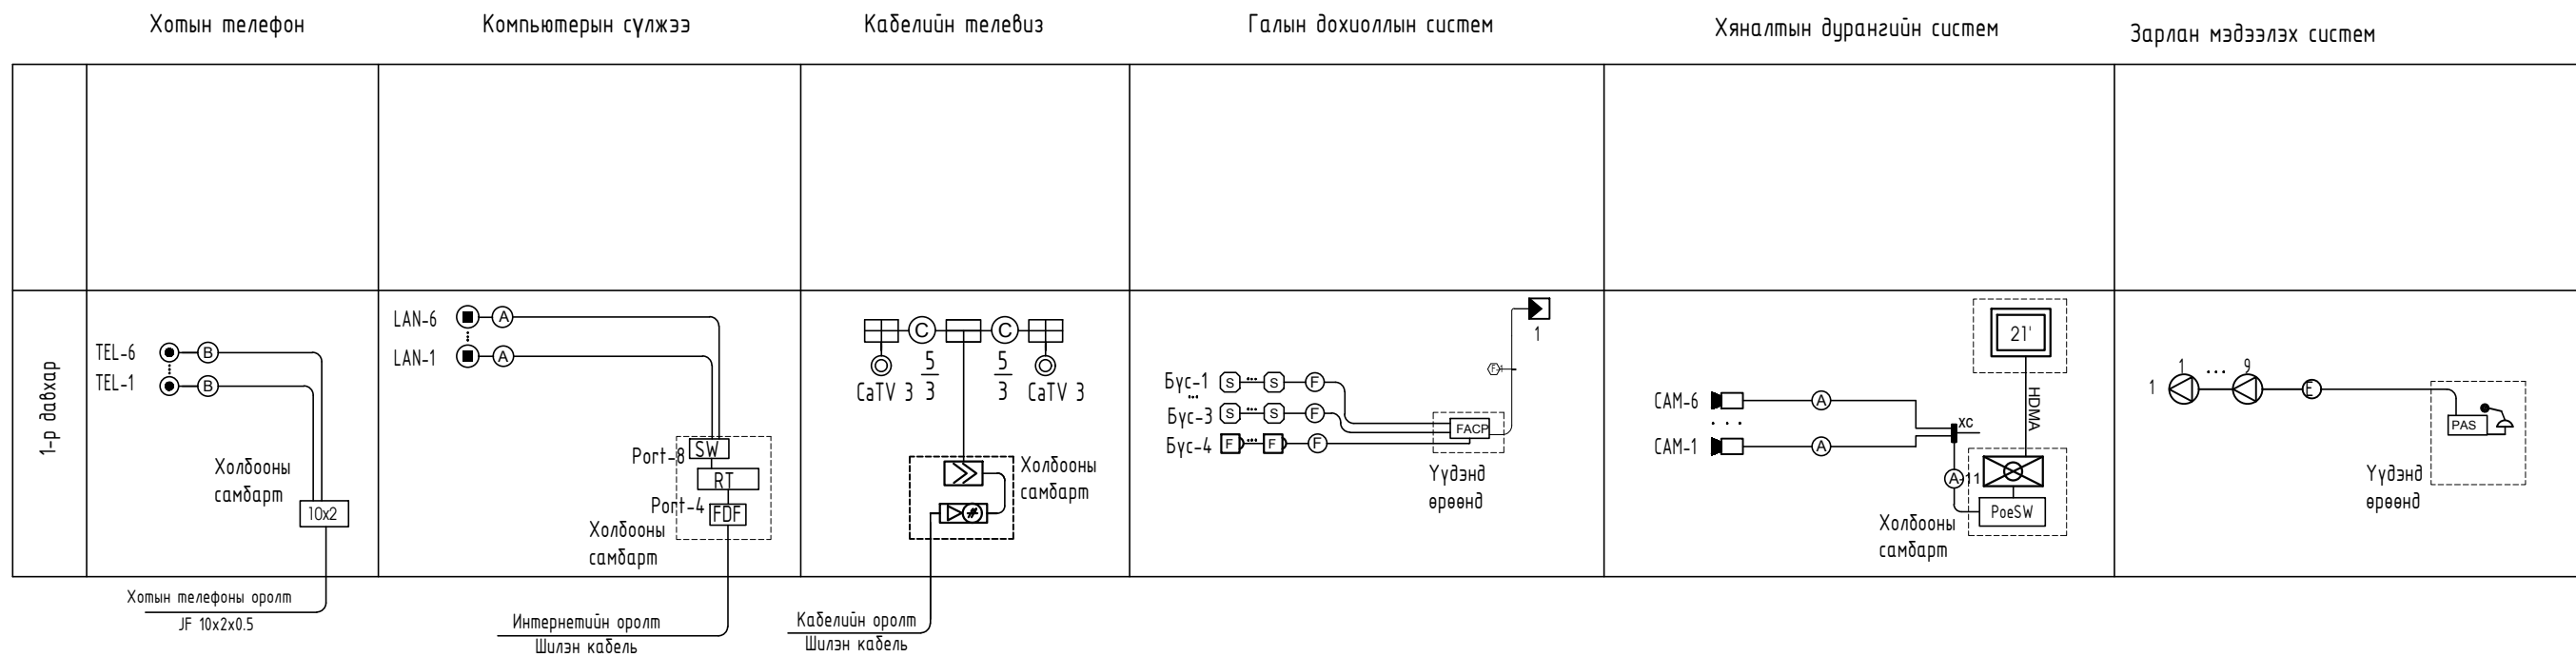 Хотын телефон
Компьютерын сүлжээ
Кабелийн телевиз
Галын дохиоллын систем
Хяналтын дурангийн систем
Зарлан мэдээлэх систем
1-р давхар
TEL-6
B
TEL-1
B
Холбооны
самбарт
10x2
Хотын телефоны оролт
JF 10x2x0.5
LAN-6
A
LAN-1
A
Port-8
SW
RT
Port-4
FDF
Холбооны
самбарт
Интернетийн оролт
Шилэн кабель
C
C
5
3
5
3
CaTV 3
CaTV 3
Холбооны
самбарт
#
Кабелийн оролт
Шилэн кабель
1
F
Бүс-1
S
...
S
F
...
Бүс-3
S
...
S
F
Бүс-4
F
...
F
F
FACP
Үүдэнд
өрөөнд
21'
HDMA
CAM-6
A
. . .
CAM-1
A
XC
A-11
PoeSW
Холбооны
самбарт
1
1
...
9
E
PAS
Үүдэнд
өрөөнд